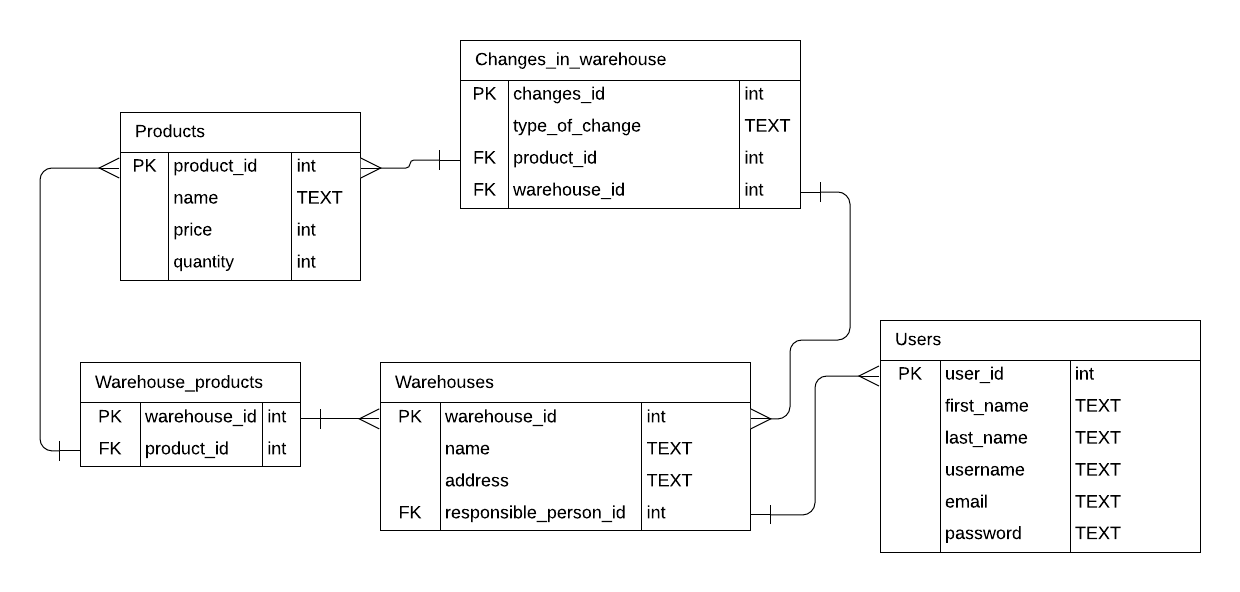 Changes_in_warehouse
PK changes_id int
type_of_change TEXT
FK product_id int
FK warehouse_id int
Products
PK product_id int
name TEXT
price int
quantity int
Warehouse_products
PK warehouse_id int
FK product_id int
Warehouses
PK warehouse_id int
name TEXT
address TEXT
FK responsible_person_id int
Users
PK user_id int
first_name TEXT
last_name TEXT
username TEXT
email TEXT
password TEXT